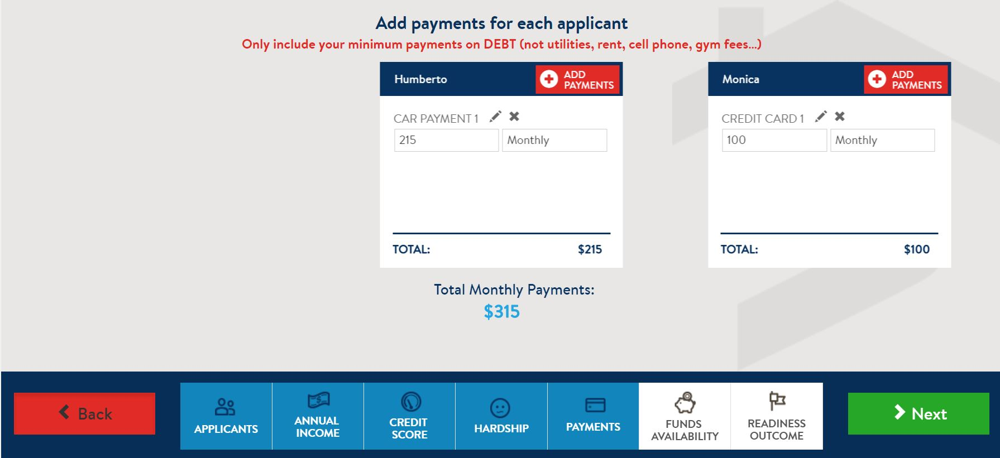 Add payments for each applicant
Only include your minimum payments on DEBT (not utilities, rent, cell phone, gym fees...)
Humberto
ADD
PAYMENTS
CAR PAYMENT 1
215
Monthly
TOTAL:
$215
Monica
ADD
PAYMENTS
CREDIT CARD 1
100
Monthly
TOTAL:
$100
Total Monthly Payments:
$315
Back
APPLICANTS
ANNUAL
INCOME
CREDIT
SCORE
HARDSHIP
PAYMENTS
FUNDS
AVAILABILITY
READINESS
OUTCOME
Next